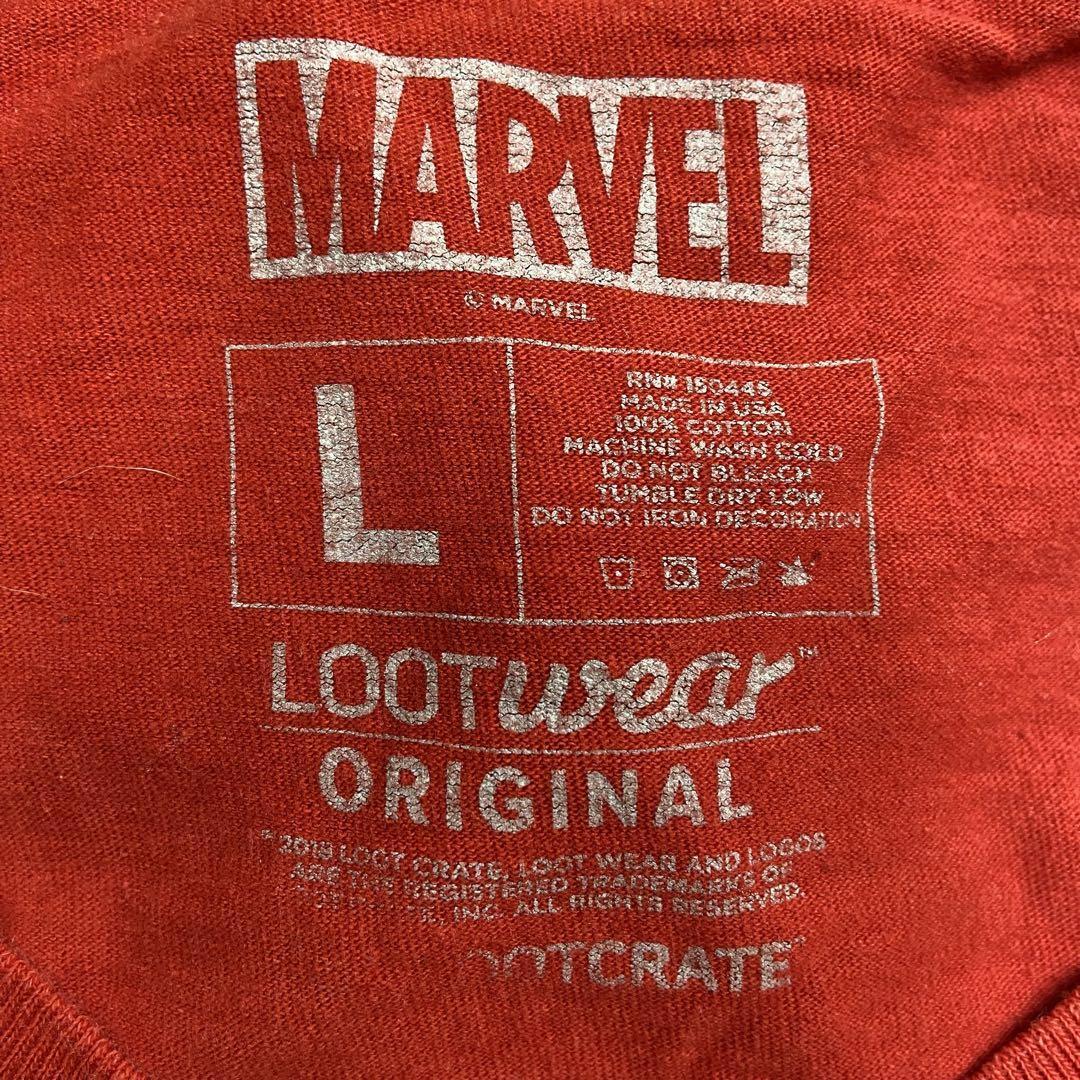 MARVEL
© MARVEL
L
RN# 150445
MADE IN USA
100% COTTON
MACHINE WASH COLD
DO NOT BLEACH
TUMBLE DRY LOW
DO NOT IRON DECORATION
LOOTwear™
ORIGINAL
LOOT CRATE, LOOT WEAR AND LOGOS
ARE THE REGISTERED TRADEMARKS OF
INC. ALL RIGHTS RESERVED.
OOTCRATE